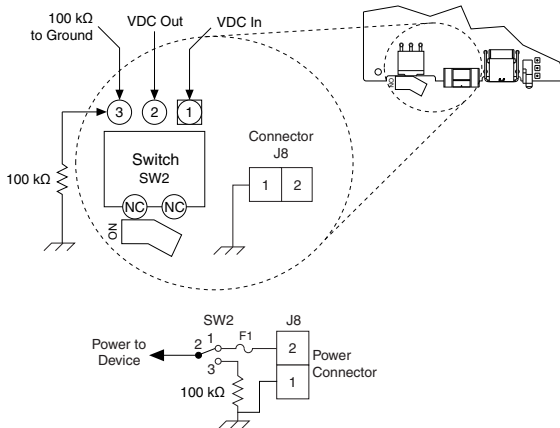 100 kΩ
to Ground
VDC Out
VDC In
3
2
1
Switch
SW2
100 kΩ
NC
NC
ON
Connector
J8
1
2
ON
SW2
J8
Power to
Device
2
1
F1
3
100 kΩ
2
1
Power
Connector